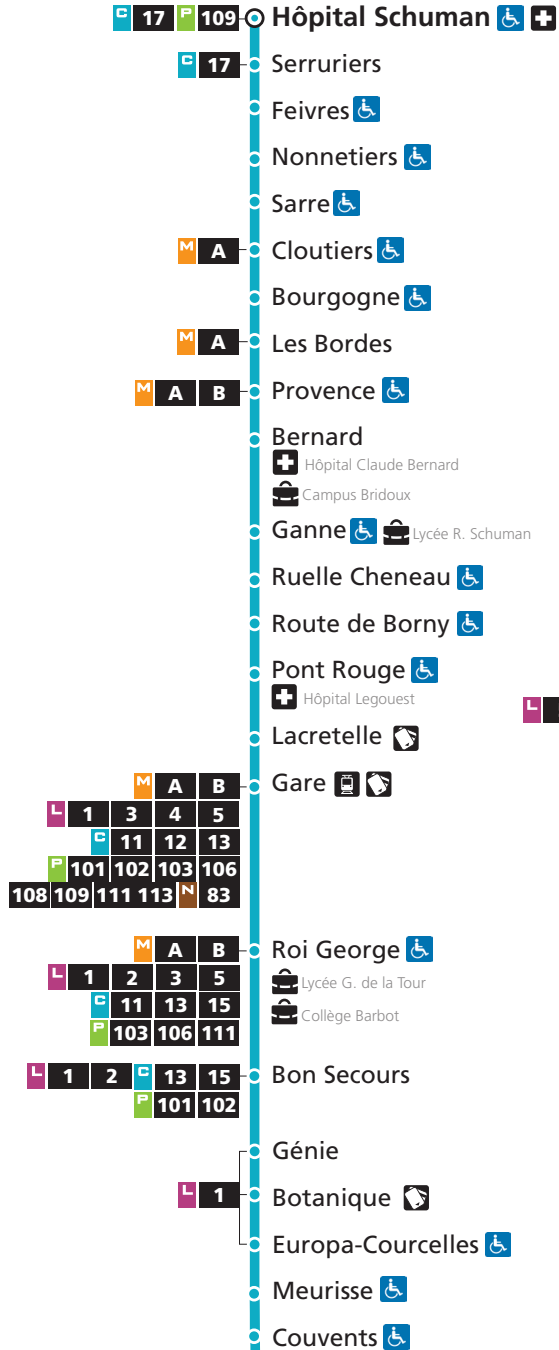 C 17 P 109 Hôpital Schuman
C 17 Serruriers
Feivres
Nonnetiers
Sarre
M A Cloutiers
Bourgogne
M A Les Bordes
M A B Provence
Bernard
Hôpital Claude Bernard
Campus Bridoux
Ganne Lycée R. Schuman
Ruelle Cheneau
Route de Borny
Pont Rouge
Hôpital Legouest
L
Lacretelle
M A B Gare
L 1 3 4 5
C 11 12 13
P 101 102 103 106
108 109 111 113 N 83
M A B Roi George
L 1 2 3 5 Lycée G. de la Tour
C 11 13 15 Collège Barbot
P 103 106 111
L 1 2 C 13 15 Bon Secours
P 101 102
Génie
L 1 Botanique
Europa-Courcelles
Meurisse
Couvents